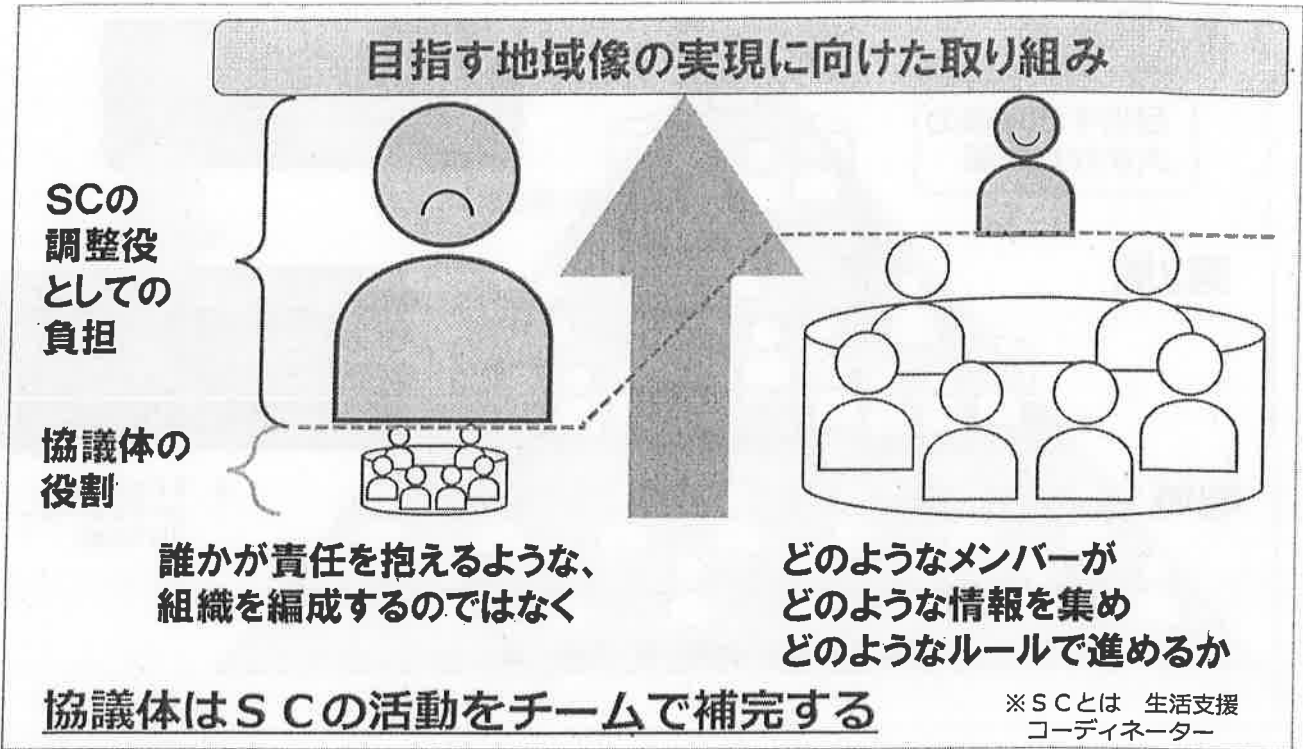 目指す地域像の実現に向けた取り組み
SCの
調整役
としての
負担
協議体の
役割
誰かが責任を抱えるような、
組織を編成するのではなく
どのようなメンバーが
どのような情報を集め
どのようなルールで進めるか
協議体はSCの活動をチームで補完する
※SCとは 生活支援
コーディネーター